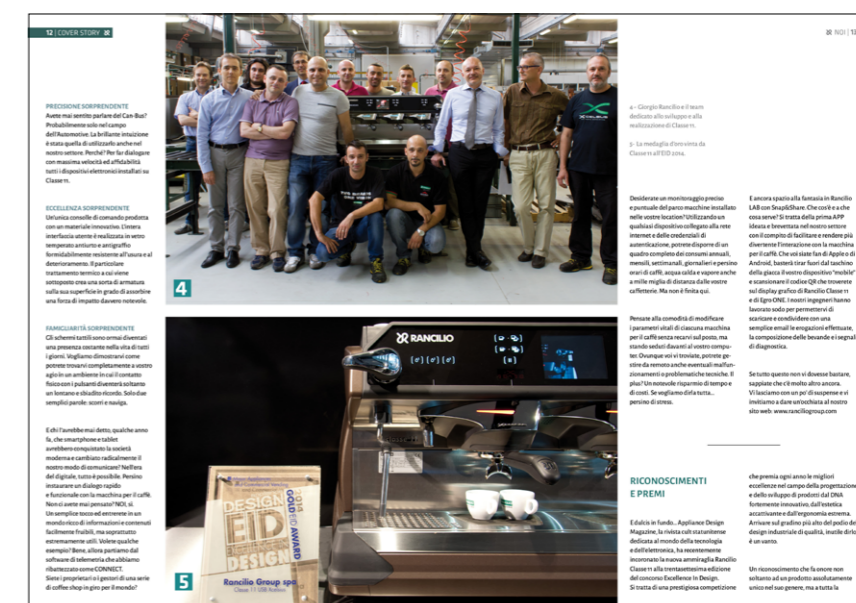 12 | COVER STORY
NOI | 13
PRECISIONE SORPRENDENTE
Avete mai sentito parlare del Can-Bus?
Probabilmente solo nel campo
dell'Automotive. La brillante intuizione
è stata quella di utilizzarlo anche nel
nostro settore. Perché? Per far dialogare
con massima velocità ed affidabilità
tutti i dispositivi elettronici installati su
Classe 11.
ECCELLENZA SORPRENDENTE
Un'unica consolle di comando prodotta
con un materiale innovativo. L'intera
interfaccia utente è realizzata in vetro
temperato antiurto e antigraffio
formidabilmente resistente all'usura e al
deterioramento. Il particolare
trattamento termico a cui viene
sottoposto crea una sorta di armatura
sulla sua superficie in grado di assorbire
una forza di impatto davvero notevole.
FAMIGLIARITÀ SORPRENDENTE
Gli schermi tattili sono ormai diventati
una presenza costante nella vita di tutti
i giorni. Vogliamo dimostrarvi come
potrete trovarvi completamente a vostro
agio in un ambiente in cui il contatto
fisico con i pulsanti diventerà soltanto
un lontano e sbiadito ricordo. Solo due
semplici parole: scorri e naviga.
E chi l'avrebbe mai detto, qualche anno
fa, che smartphone e tablet
avrebbero conquistato la società
moderna e cambiato radicalmente il
nostro modo di comunicare? Nell'era
del digitale, tutto è possibile. Persino
instaurare un dialogo rapido
e funzionale con la macchina per il caffè.
Non ci avete mai pensato? NOI, sì.
Un semplice tocco ed entrerete in un
mondo ricco di informazioni e contenuti
facilmente fruibili, ma soprattutto
estremamente utili. Volete qualche
esempio? Bene, allora partiamo dal
software di telemetria che abbiamo
ribattezzato come CONNECT.
Siete i proprietari o i gestori di una serie
di coffee shop in giro per il mondo?
4
RANCILIO
DESIGN
EID
DESIGN
GOLD EID AWARD
Rancilio Group spa
Classe 11 USB
5
4 - Giorgio Rancilio e il team
dedicato allo sviluppo e alla
realizzazione di Classe 11.
5 - La medaglia d'oro vinta da
Classe 11 all'EID 2014.
Desiderate un monitoraggio preciso
e puntuale del parco macchine installato
nelle vostre location? Utilizzando un
qualsiasi dispositivo collegato alla rete
internet e delle credenziali di
autenticazione, potrete disporre di un
quadro completo dei consumi annuali,
mensili, settimanali, giornalieri e persino
orari di caffè, acqua calda e vapore anche
a mille miglia di distanza dalle vostre
caffetterie. Ma non è finita qui.
Pensate alla comodità di modificare
i parametri vitali di ciascuna macchina
per il caffè senza recarvi sul posto, ma
stando seduti davanti al vostro compu-
ter. Ovunque voi vi troviate, potrete ge-
stire da remoto anche eventuali malfun-
zionamenti o problematiche tecniche. Il
plus? Un notevole risparmio di tempo e
di costi. Se vogliamo dirla tutta...
persino di stress.
E ancora spazio alla fantasia in Rancilio
LAB con Snap&Share. Che cos'è e a che
cosa serve? Si tratta della prima APP
ideata e brevettata nel nostro settore
con il compito di facilitare e rendere più
divertente l'interazione con la macchina
per il caffè. Che voi siate fan di Apple o di
Android, basterà tirar fuori dal taschino
della giacca il vostro dispositivo "mobile"
e scansionare il codice QR che troverete
sul display grafico di Rancilio Classe 11
e di Egro ONE. I nostri ingegneri hanno
lavorato sodo per permettervi di
scaricare e condividere con una
semplice email le erogazioni effettuate,
la composizione delle bevande e i segnali
di diagnostica.
Se tutto questo non vi dovesse bastare,
sappiate che c'è molto altro ancora.
Vi lasciamo con un po' di suspense e vi
invitiamo a dare un'occhiata al nostro
sito web: www.ranciliogroup.com
RICONOSCIMENTI
E PREMI
E dulcis in fundo... Appliance Design
Magazine, la rivista cult statunitense
dedicata al mondo della tecnologia
e dell'elettronica, ha recentemente
incoronato la nuova ammiraglia Rancilio
Classe 11 alla trentasettesima edizione
del concorso Excellence In Design.
Si tratta di una prestigiosa competizione
che premia ogni anno le migliori
eccellenze nel campo della progettazione
e dello sviluppo di prodotti dal DNA
fortemente innovativo, dall'estetica
accattivante e dall'ergonomia estrema.
Arrivare sul gradino più alto del podio del
design industriale di qualità, inutile dirlo,
è un vanto.
Un riconoscimento che fa onore non
soltanto ad un prodotto assolutamente
unico nel suo genere, ma a tutta la